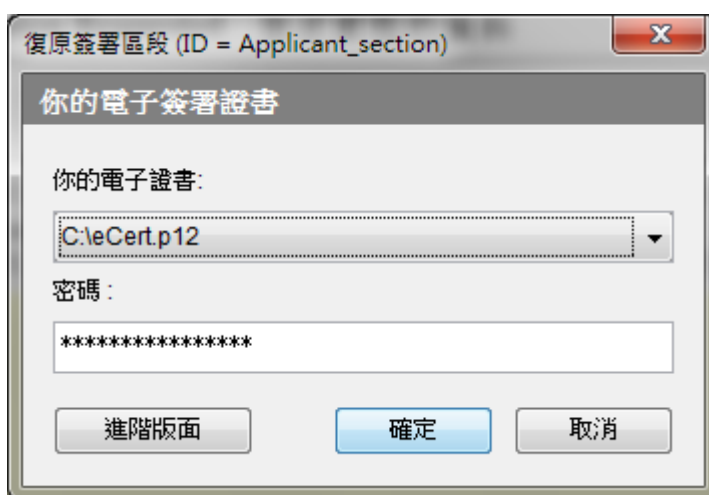 復原簽署區段 (ID = Applicant_section)
你的電子簽署證書
你的電子證書:
C:\eCert.p12
密碼 :
****************
進階版面 確定 取消